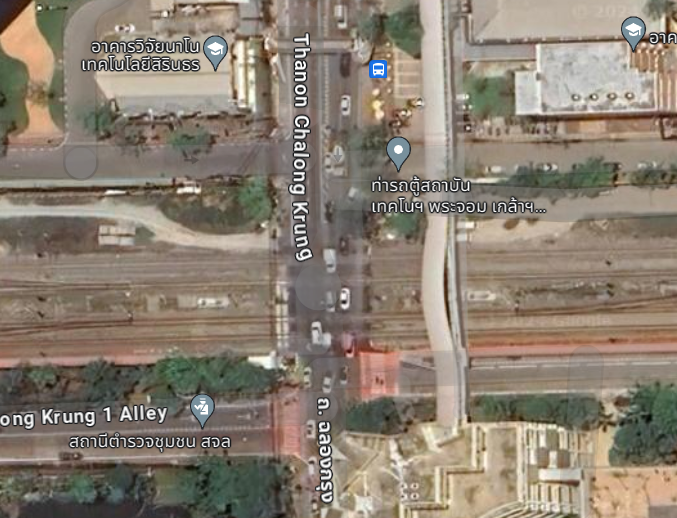 อาคารวิจัยนาโน
เทคโนโลยีสิรินธร
อาค
Thanon Chalong Krung
ท่ารถตู้สถาบัน
เทคโนฯ พระจอม เกล้าฯ...
ong Krung 1 Alley
สถานีตำรวจชุมชน สจล
ถ. ฉลองกรุง